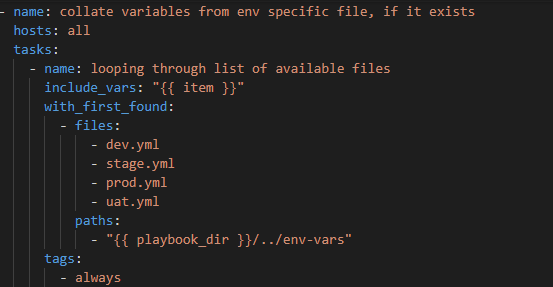 - name: collate variables from env specific file, if it exists
  hosts: all
  tasks:
    - name: looping through list of available files
      include_vars: "{{ item }}"
      with_first_found:
        - files:
            - dev.yml
            - stage.yml
            - prod.yml
            - uat.yml
          paths:
            - "{{ playbook_dir }}/../env-vars"
      tags:
        - always